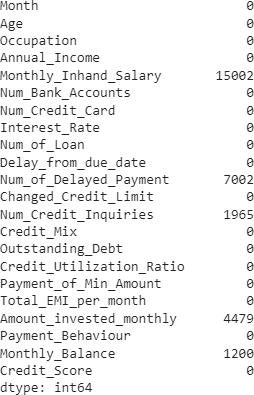 Month 0
Age 0
Occupation 0
Annual_Income 0
Monthly_Inhand_Salary 15002
Num_Bank_Accounts 0
Num_Credit_Card 0
Interest_Rate 0
Num_of_Loan 0
Delay_from_due_date 0
Num_of_Delayed_Payment 7002
Changed_Credit_Limit 0
Num_Credit_Inquiries 1965
Credit_Mix 0
Outstanding_Debt 0
Credit_Utilization_Ratio 0
Payment_of_Min_Amount 0
Total_EMI_per_month 0
Amount_invested_monthly 4479
Payment_Behaviour 0
Monthly_Balance 1200
Credit_Score 0
dtype: int64